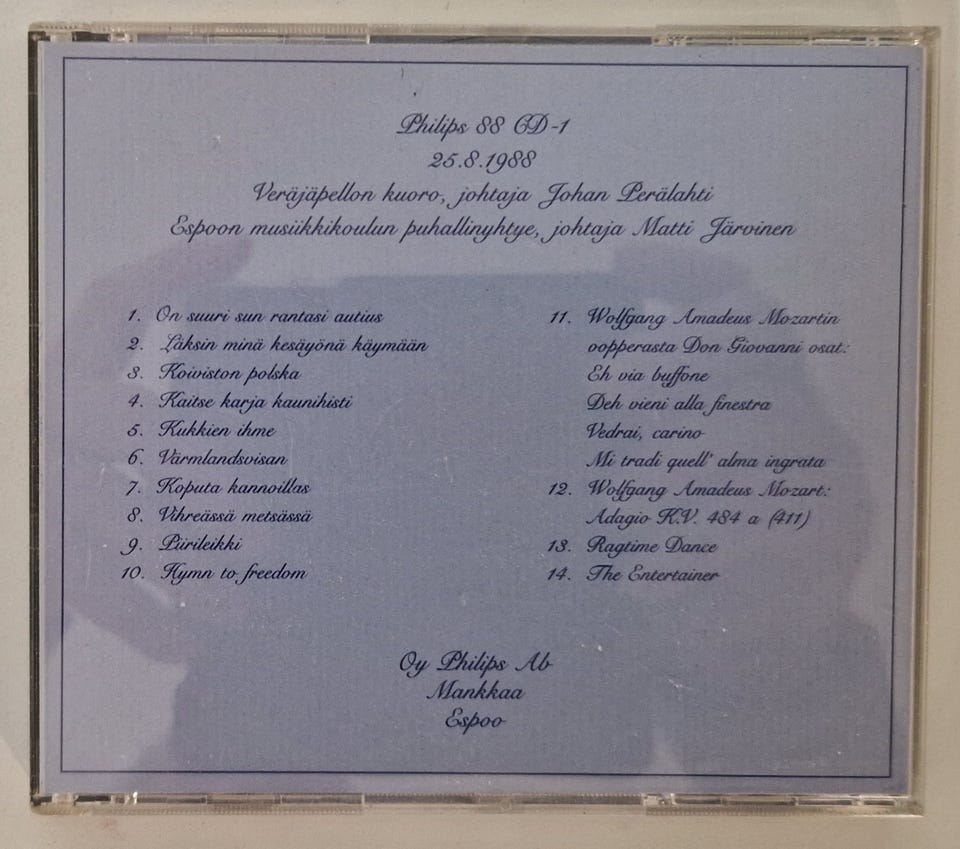 Philips 88 CD-1
25.8.1988
Veräjäpellon kuoro, johtaja Johan Perälahti
Espoon musiikkikoulun puhallinyhtye, johtaja Matti Järvinen
1. On suuri sun rantasi autius
2. Läksin minä kesäyönä käymään
3. Koiviston polska
4. Kaitse karja kaunihisti
5. Kukkien ihme
6. Värmlandsvisan
7. Koputa kannoillas
8. Vihreässä metsässä
9. Piirileikki
10. Hymn to freedom
11. Wolfgang Amadeus Mozartin
oopperasta Don Giovanni osat:
Eh via buffone
Deh vieni alla finestra
Vedrai, carino
Mi tradi quell' alma ingrata
12. Wolfgang Amadeus Mozart:
Adagio K.V. 484 a (411)
13. Ragtime Dance
14. The Entertainer
Oy Philips Ab
Mankkaa
Espoo